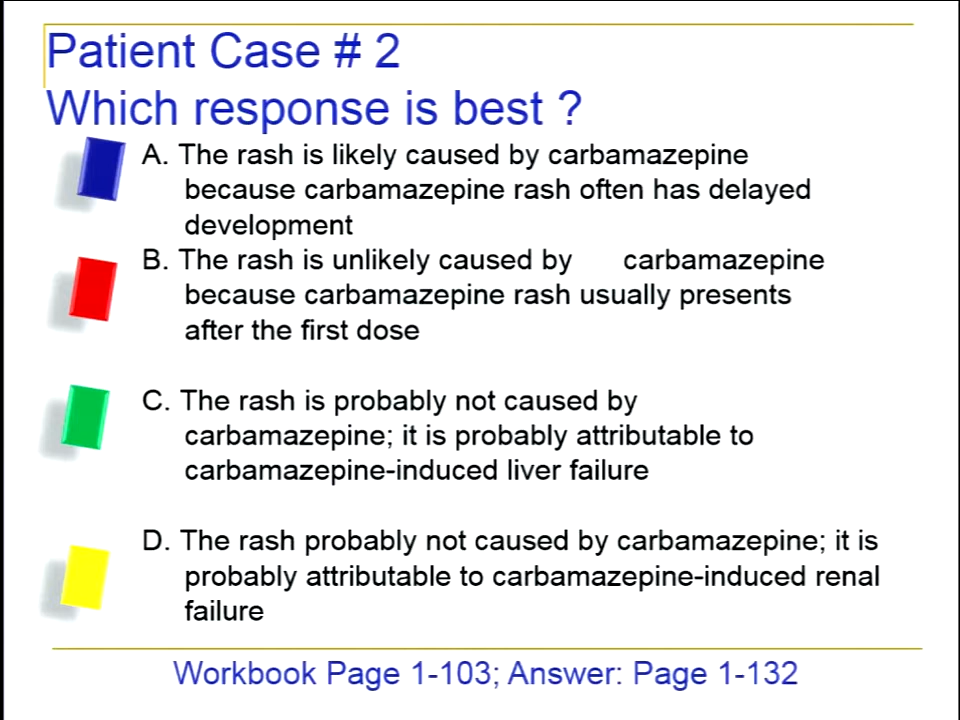 Patient Case # 2
Which response is best ?
A. The rash is likely caused by carbamazepine
because carbamazepine rash often has delayed
development
B. The rash is unlikely caused by carbamazepine
because carbamazepine rash usually presents
after the first dose
C. The rash is probably not caused by
carbamazepine; it is probably attributable to
carbamazepine-induced liver failure
D. The rash probably not caused by carbamazepine; it is
probably attributable to carbamazepine-induced renal
failure
Workbook Page 1-103; Answer: Page 1-132